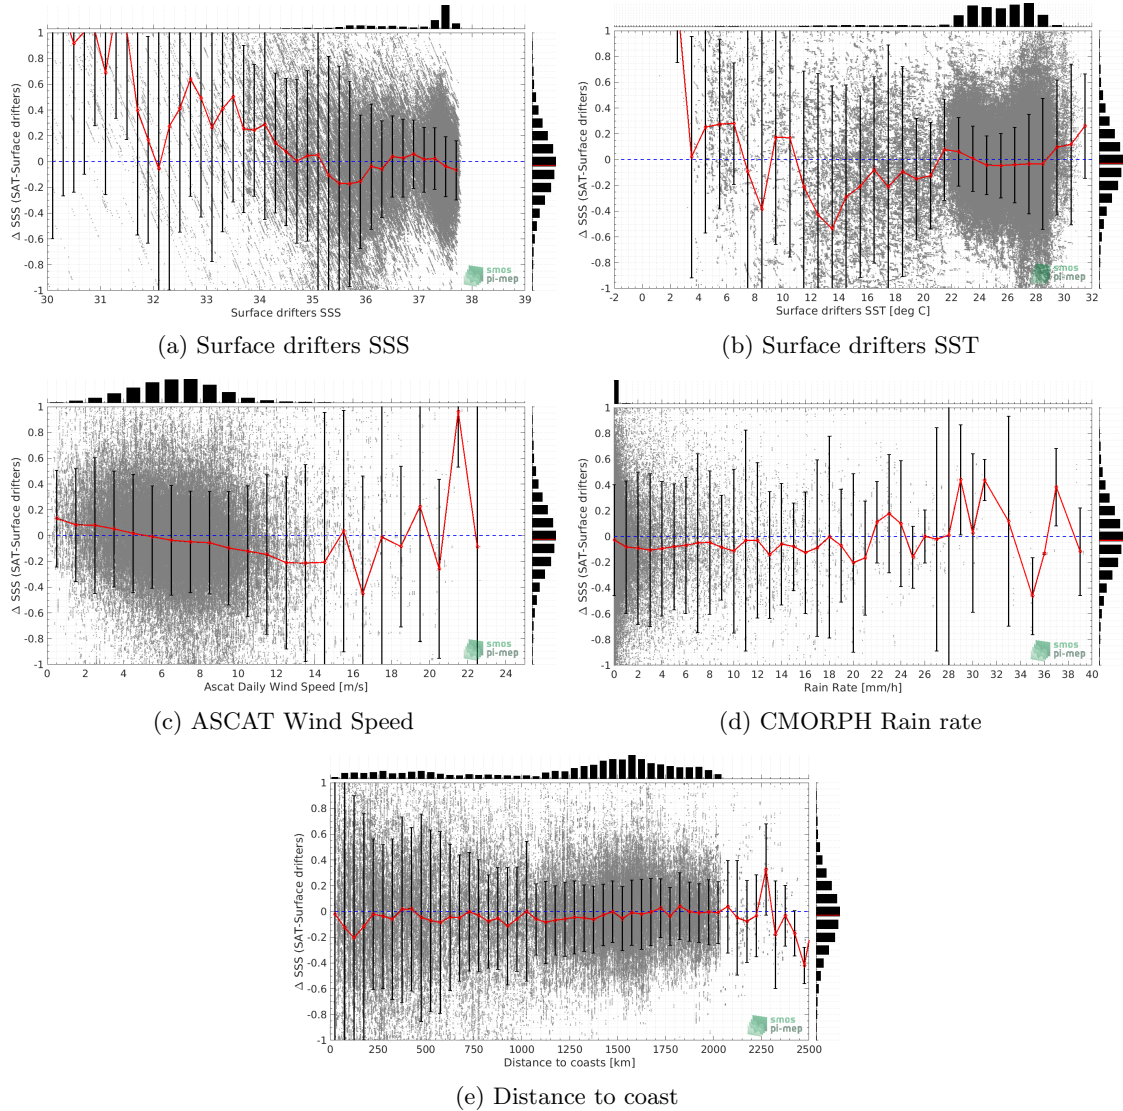 Δ SSS (SAT-Surface drifters)
1
0.8
0.6
0.4
0.2
0
-0.2
-0.4
-0.6
-0.8
-1
30 31 32 33 34 35 36 37 38 39
Surface drifters SSS
smos
pi-mep
(a) Surface drifters SSS
Δ SSS (SAT-Surface drifters)
1
0.8
0.6
0.4
0.2
0
-0.2
-0.4
-0.6
-0.8
-1
-2 0 2 4 6 8 10 12 14 16 18 20 22 24 26 28 30 32
Surface drifters SST [deg C]
smos
pi-mep
(b) Surface drifters SST
Δ SSS (SAT-Surface drifters)
1
0.8
0.6
0.4
0.2
0
-0.2
-0.4
-0.6
-0.8
-1
0 2 4 6 8 10 12 14 16 18 20 22 24
Ascat Daily Wind Speed [m/s]
smos
pi-mep
(c) ASCAT Wind Speed
Δ SSS (SAT-Surface drifters)
1
0.8
0.6
0.4
0.2
0
-0.2
-0.4
-0.6
-0.8
-1
0 2 4 6 8 10 12 14 16 18 20 22 24 26 28 30 32 34 36 38 40
Rain Rate [mm/h]
smos
pi-mep
(d) CMORPH Rain rate
Δ SSS (SAT-Surface drifters)
1
0.8
0.6
0.4
0.2
0
-0.2
-0.4
-0.6
-0.8
-1
0 250 500 750 1000 1250 1500 1750 2000 2250 2500
Distance to coasts [km]
smos
pi-mep
(e) Distance to coast